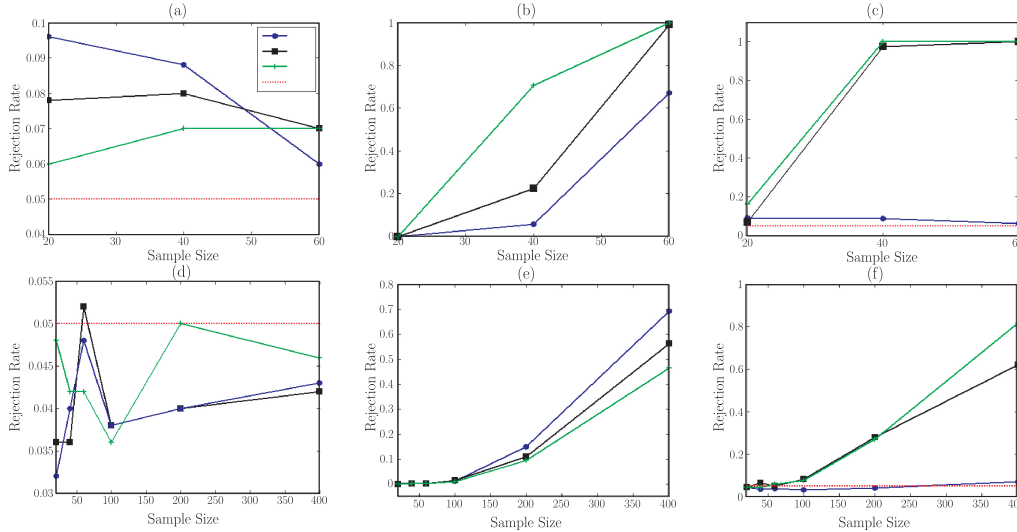 (a)
0.1
0.09
0.08
0.07
0.06
0.05
0.04
Rejection Rate
20 30 40 50 60
Sample Size
(b)
1
0.8
0.6
0.4
0.2
0
Rejection Rate
20 30 40 50 60
Sample Size
(c)
1
0.8
0.6
0.4
0.2
0
Rejection Rate
20 40 60
Sample Size
(d)
0.055
0.05
0.045
0.04
0.035
0.03
Rejection Rate
50 100 150 200 250 300 350 400
Sample Size
(e)
0.8
0.7
0.6
0.5
0.4
0.3
0.2
0.1
0
Rejection Rate
50 100 150 200 250 300 350 400
Sample Size
(f)
1
0.8
0.6
0.4
0.2
0
Rejection Rate
50 100 150 200 250 300 350 400
Sample Size